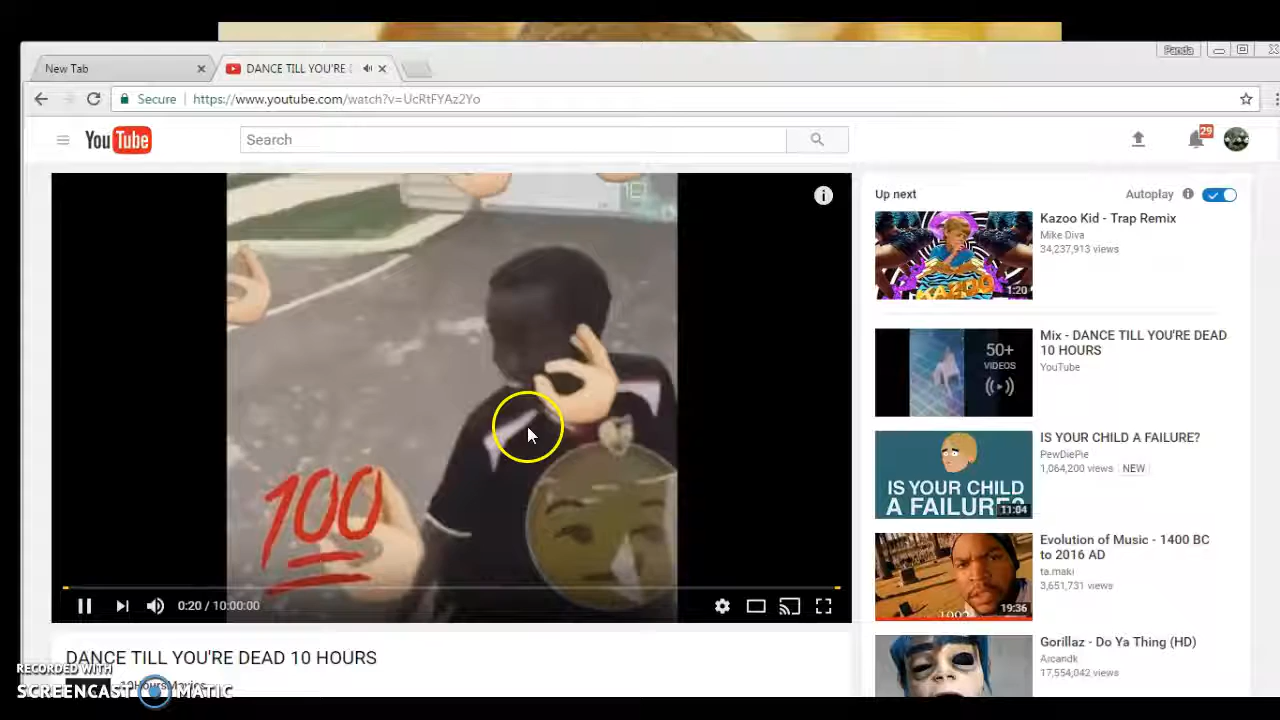 Panda
New Tab
DANCE TILL YOU'RE D
Secure
https://www.youtube.com/watch?v=UcRtFYAz2Yo
YouTube
Search
29
Up next
Autoplay
Kazoo Kid - Trap Remix
Mike Diva
34,237,913 views
1:20
Mix - DANCE TILL YOU'RE DEAD
10 HOURS
YouTube
50+
VIDEOS
IS YOUR CHILD A FAILURE?
PewDiePie
1,064,200 views NEW
IS YOUR CHILD
A FAILURE
11:04
Evolution of Music - 1400 BC
to 2016 AD
ta.maki
3,651,731 views
19:36
Gorillaz - Do Ya Thing (HD)
Arcandk
17,554,042 views
100
0:20 / 10:00:00
DANCE TILL YOU'RE DEAD 10 HOURS
10HoursMovies
RECORDED WITH
SCREENCAST MATIC